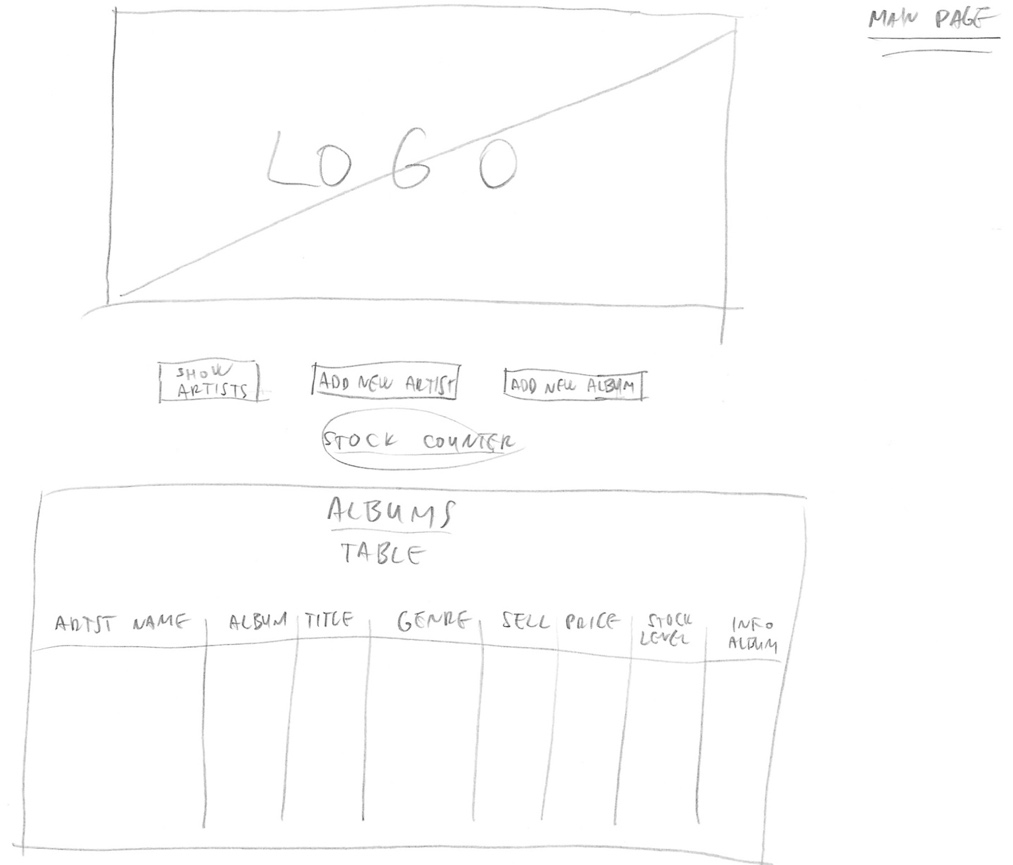 MAIN PAGE
LOGO
SHOW
ARTISTS
ADD NEW ARTIST
ADD NEW ALBUM
STOCK COUNTER
ALBUMS
TABLE
ARTST NAME
ALBUM
TITLE
GENRE
SELL
PRICE
STOCK
LEVEL
INFO
ALBUM